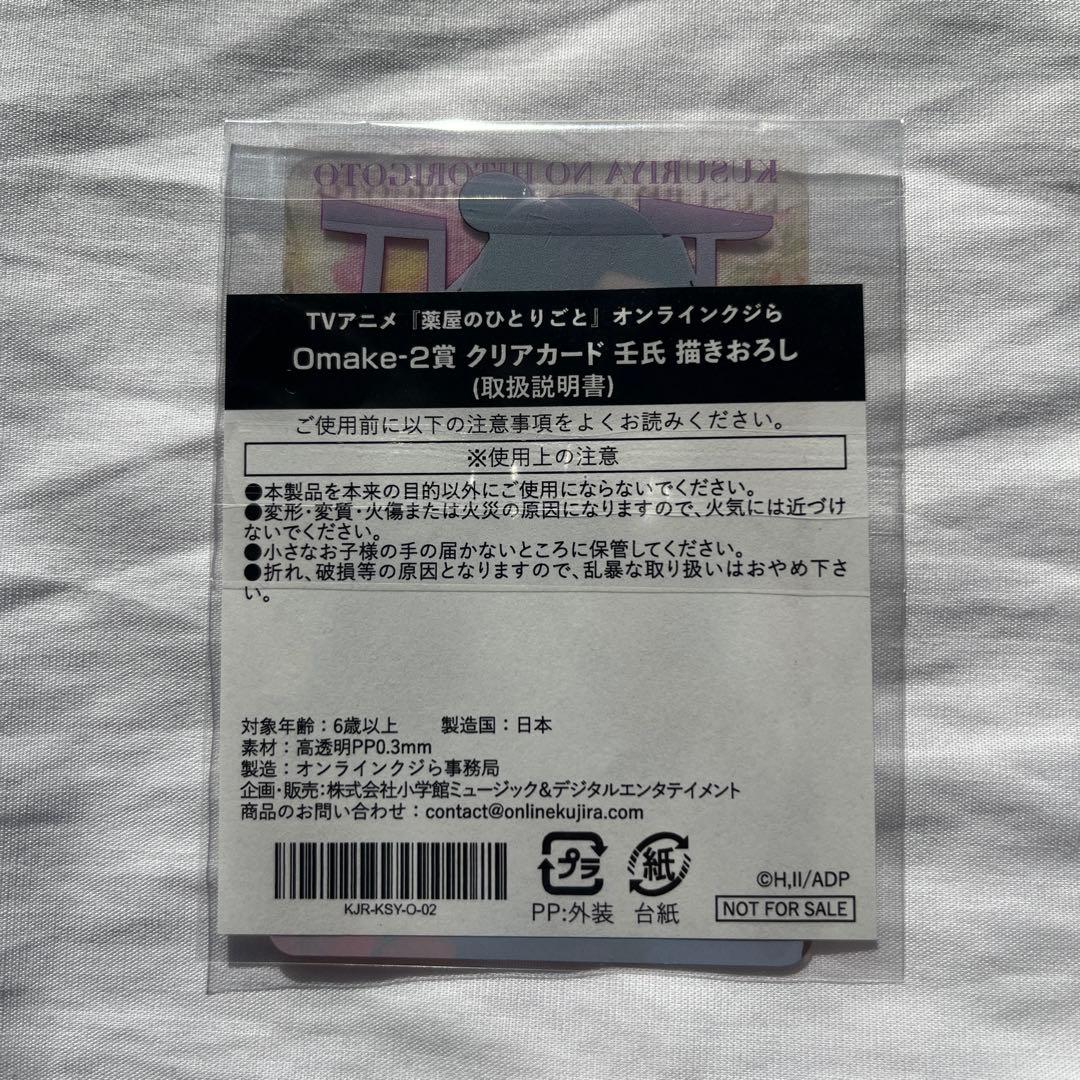 KUSURIYA NO HITORIGOTO
TVアニメ『薬屋のひとりごと』オンラインクジら
Omake-2賞 クリアカード 壬氏 描きおろし
(取扱説明書)
ご使用前に以下の注意事項をよくお読みください。
※使用上の注意
●本製品を本来の目的以外にご使用にならないでください。
●変形・変質・火傷または火災の原因になりますので、火気には近づけ
ないでください。
●小さなお子様の手の届かないところに保管してください。
●折れ、破損等の原因となりますので、乱暴な取り扱いはおやめ下さ
い。
対象年齢：6歳以上 製造国：日本
素材：高透明PP0.3mm
製造：オンラインクジら事務局
企画・販売：株式会社小学館ミュージック&デジタルエンタテイメント
商品のお問い合わせ：contact@onlinekujira.com
KJR-KSY-O-02
プラ
PP:外装
紙
台紙
©H,II/ADP
NOT FOR SALE